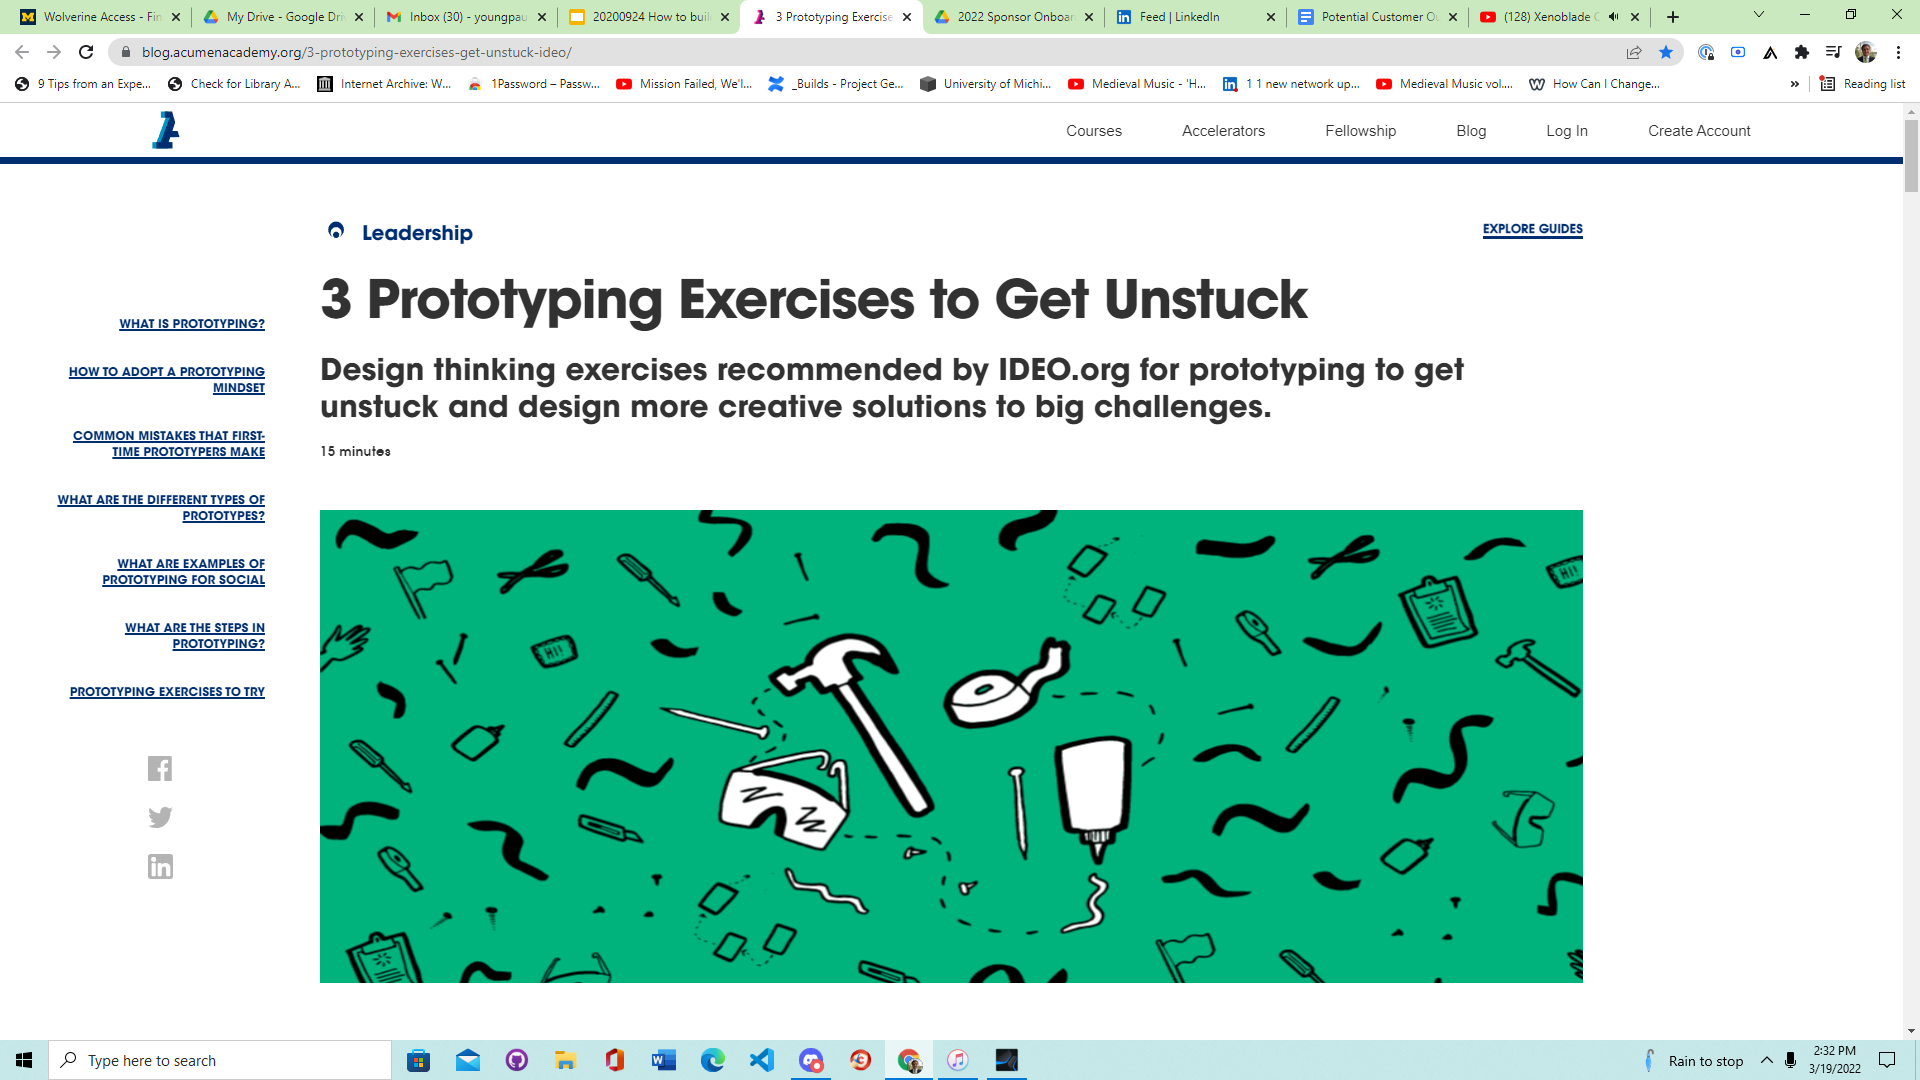 Wolverine Access - Fin
My Drive - Google Dri
Inbox (30) - youngpau
20200924 How to buil
3 Prototyping Exercise
2022 Sponsor Onboar
Feed | LinkedIn
Potential Customer Ou
(128) Xenoblade C
blog.acumenacademy.org/3-prototyping-exercises-get-unstuck-ideo/
9 Tips from an Expe...
Check for Library A...
Internet Archive: W...
1Password – Passw...
Mission Failed, We'l...
_Builds - Project Ge...
University of Michi...
Medieval Music - 'H...
1 1 new network up...
Medieval Music vol....
How Can I Change...
»
Reading list
Courses
Accelerators
Fellowship
Blog
Log In
Create Account
Leadership
EXPLORE GUIDES
3 Prototyping Exercises to Get Unstuck
Design thinking exercises recommended by IDEO.org for prototyping to get
unstuck and design more creative solutions to big challenges.
15 minutes
WHAT IS PROTOTYPING?
HOW TO ADOPT A PROTOTYPING
MINDSET
COMMON MISTAKES THAT FIRST-
TIME PROTOTYPERS MAKE
WHAT ARE THE DIFFERENT TYPES OF
PROTOTYPES?
WHAT ARE EXAMPLES OF
PROTOTYPING FOR SOCIAL
WHAT ARE THE STEPS IN
PROTOTYPING?
PROTOTYPING EXERCISES TO TRY
HI!
HI!
Type here to search
Rain to stop
2:32 PM
3/19/2022